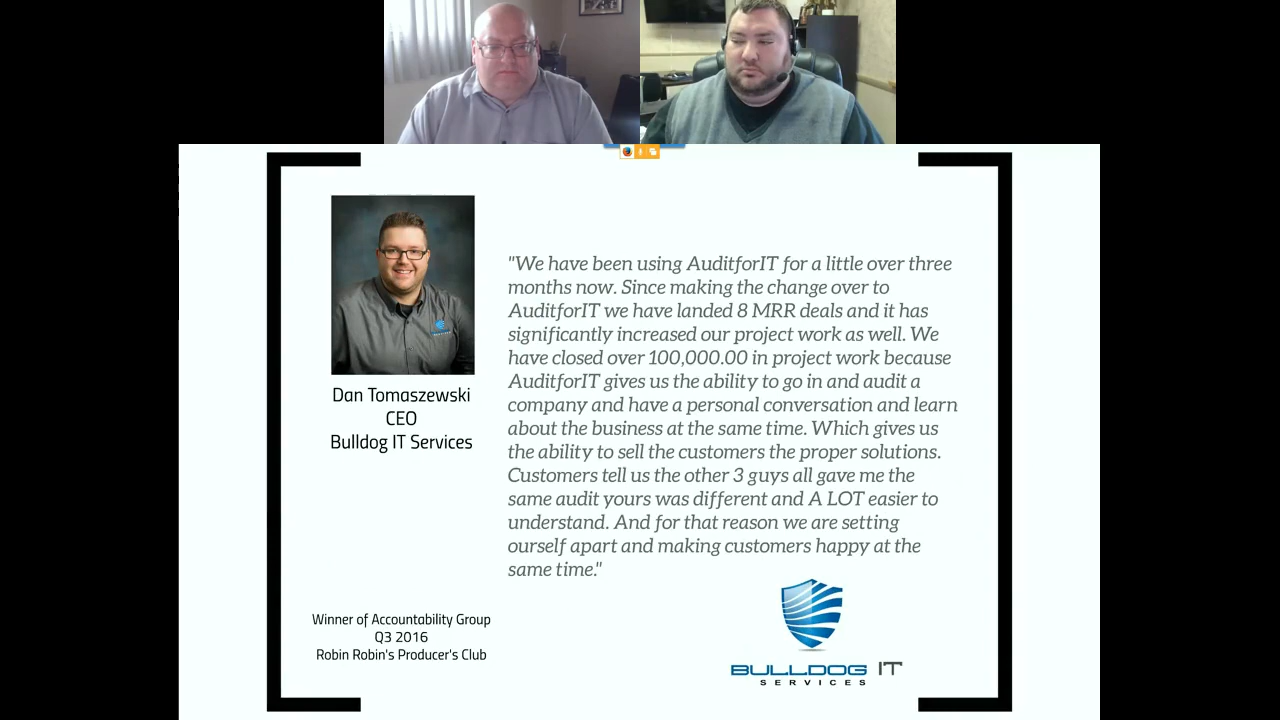 "We have been using AuditforIT for a little over three
months now. Since making the change over to
AuditforIT we have landed 8 MRR deals and it has
significantly increased our project work as well. We
have closed over 100,000.00 in project work because
AuditforIT gives us the ability to go in and audit a
company and have a personal conversation and learn
about the business at the same time. Which gives us
the ability to sell the customers the proper solutions.
Customers tell us the other 3 guys all gave me the
same audit yours was different and A LOT easier to
understand. And for that reason we are setting
ourself apart and making customers happy at the
same time."
Dan Tomaszewski
CEO
Bulldog IT Services
Winner of Accountability Group
Q3 2016
Robin Robin's Producer's Club
BULLDOG IT
SERVICES